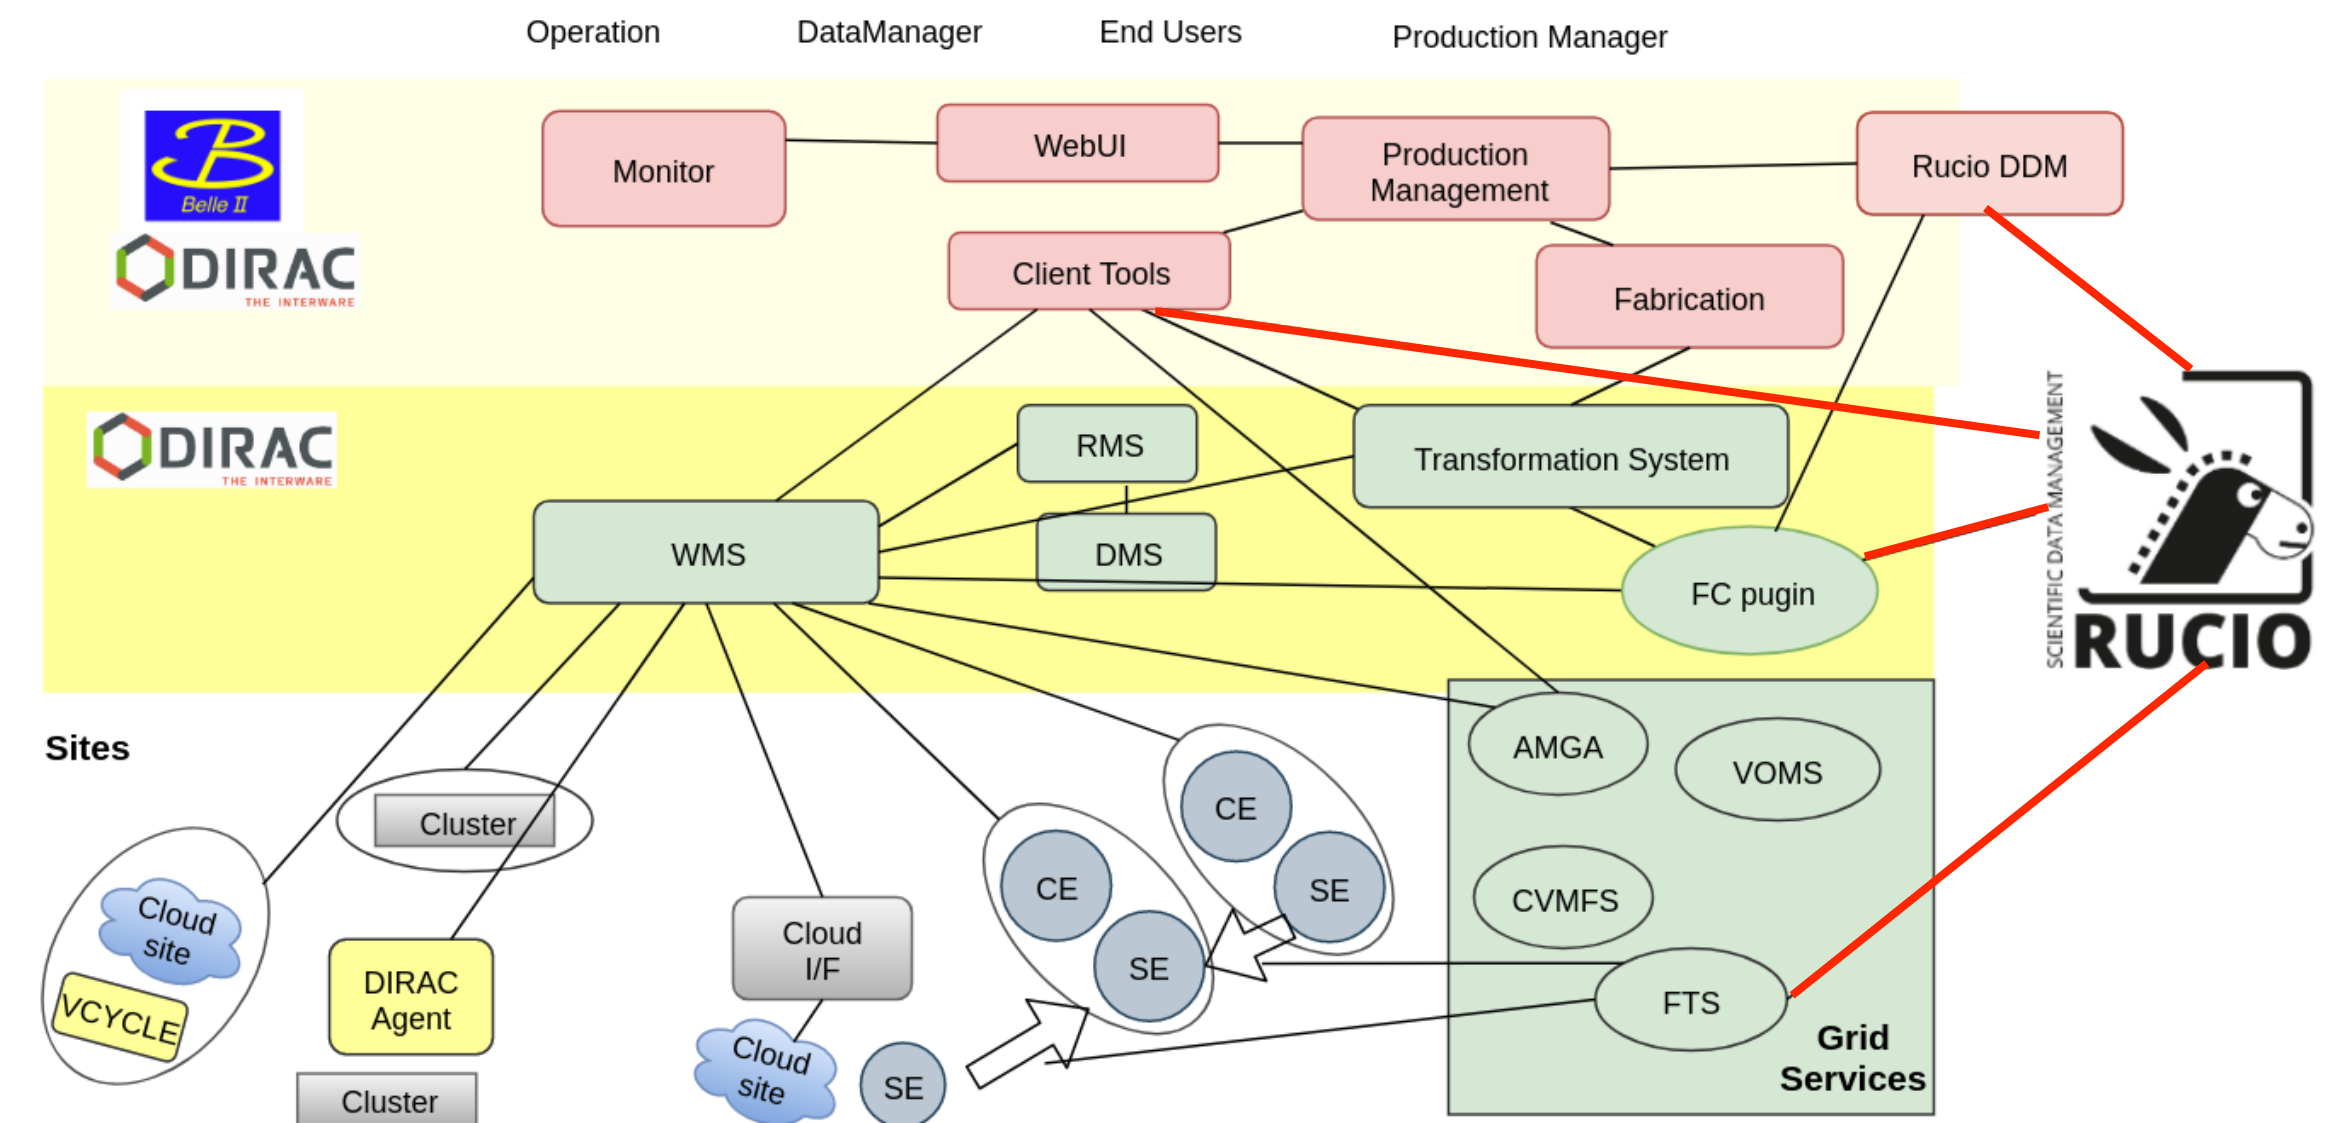 Operation
DataManager
End Users
Production Manager
Belle II
DIRAC
THE INTERWARE
Monitor
WebUI
Production
Management
Rucio DDM
Client Tools
Fabrication
DIRAC
THE INTERWARE
RMS
Transformation System
WMS
DMS
FC pugin
SCIENTIFIC DATA MANAGEMENT
RUCIO
Sites
AMGA
VOMS
CVMFS
FTS
Grid
Services
Cluster
Cloud
site
VCYCLE
DIRAC
Agent
Cluster
Cloud
I/F
Cloud
site
SE
CE
SE
CE
SE